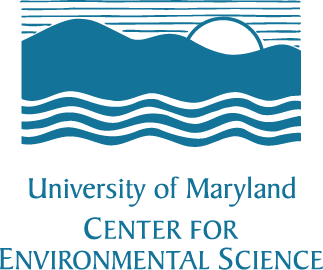 University of Maryland
CENTER FOR
ENVIRONMENTAL SCIENCE